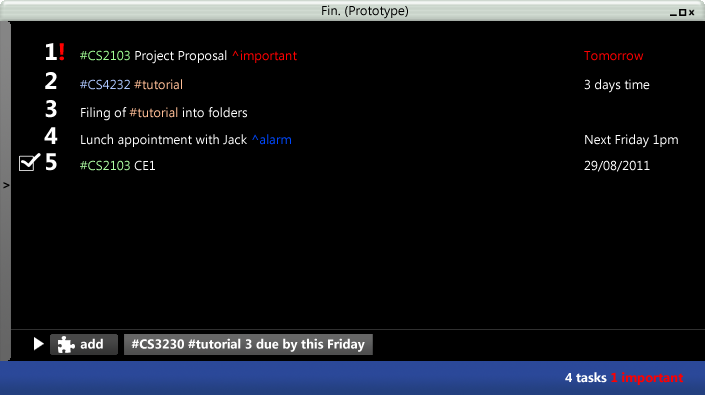 Fin. (Prototype)
1! #CS2103 Project Proposal ^important Tomorrow
2 #CS4232 #tutorial 3 days time
3 Filing of #tutorial into folders
4 Lunch appointment with Jack ^alarm Next Friday 1pm
5 #CS2103 CE1 29/08/2011
>
add #CS3230 #tutorial 3 due by this Friday
4 tasks 1 important